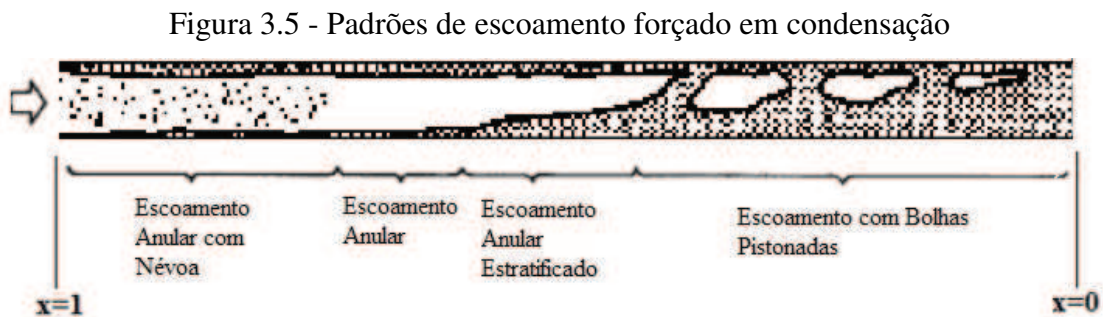 Figura 3.5 - Padrões de escoamento forçado em condensação
Escoamento
Anular com
Névoa
Escoamento
Anular
Escoamento
Anular
Estratificado
Escoamento com Bolhas
Pistonadas
x=1
x=0